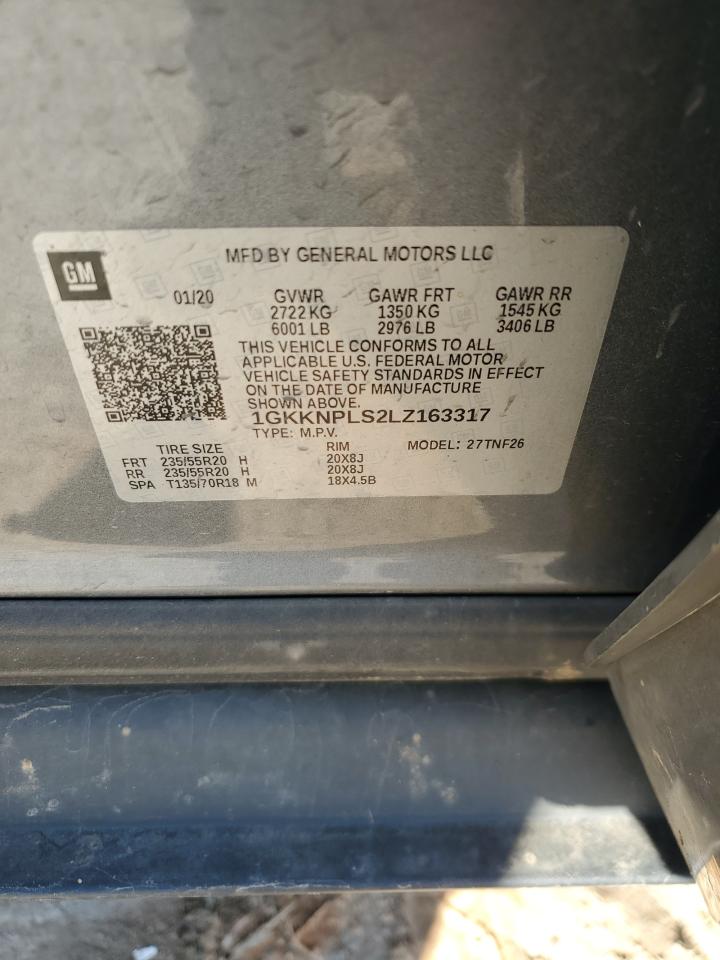 GM
MFD BY GENERAL MOTORS LLC
01/20 GVWR GAWR FRT GAWR RR
2722 KG 1350 KG 1545 KG
6001 LB 2976 LB 3406 LB
THIS VEHICLE CONFORMS TO ALL
APPLICABLE U.S. FEDERAL MOTOR
VEHICLE SAFETY STANDARDS IN EFFECT
ON THE DATE OF MANUFACTURE
SHOWN ABOVE.
1GKKNPLS2LZ163317
TYPE: M.P.V.
TIRE SIZE RIM MODEL: 27TNF26
FRT 235/55R20 H 20X8J
RR 235/55R20 H 20X8J
SPA T135/70R18 M 18X4.5B